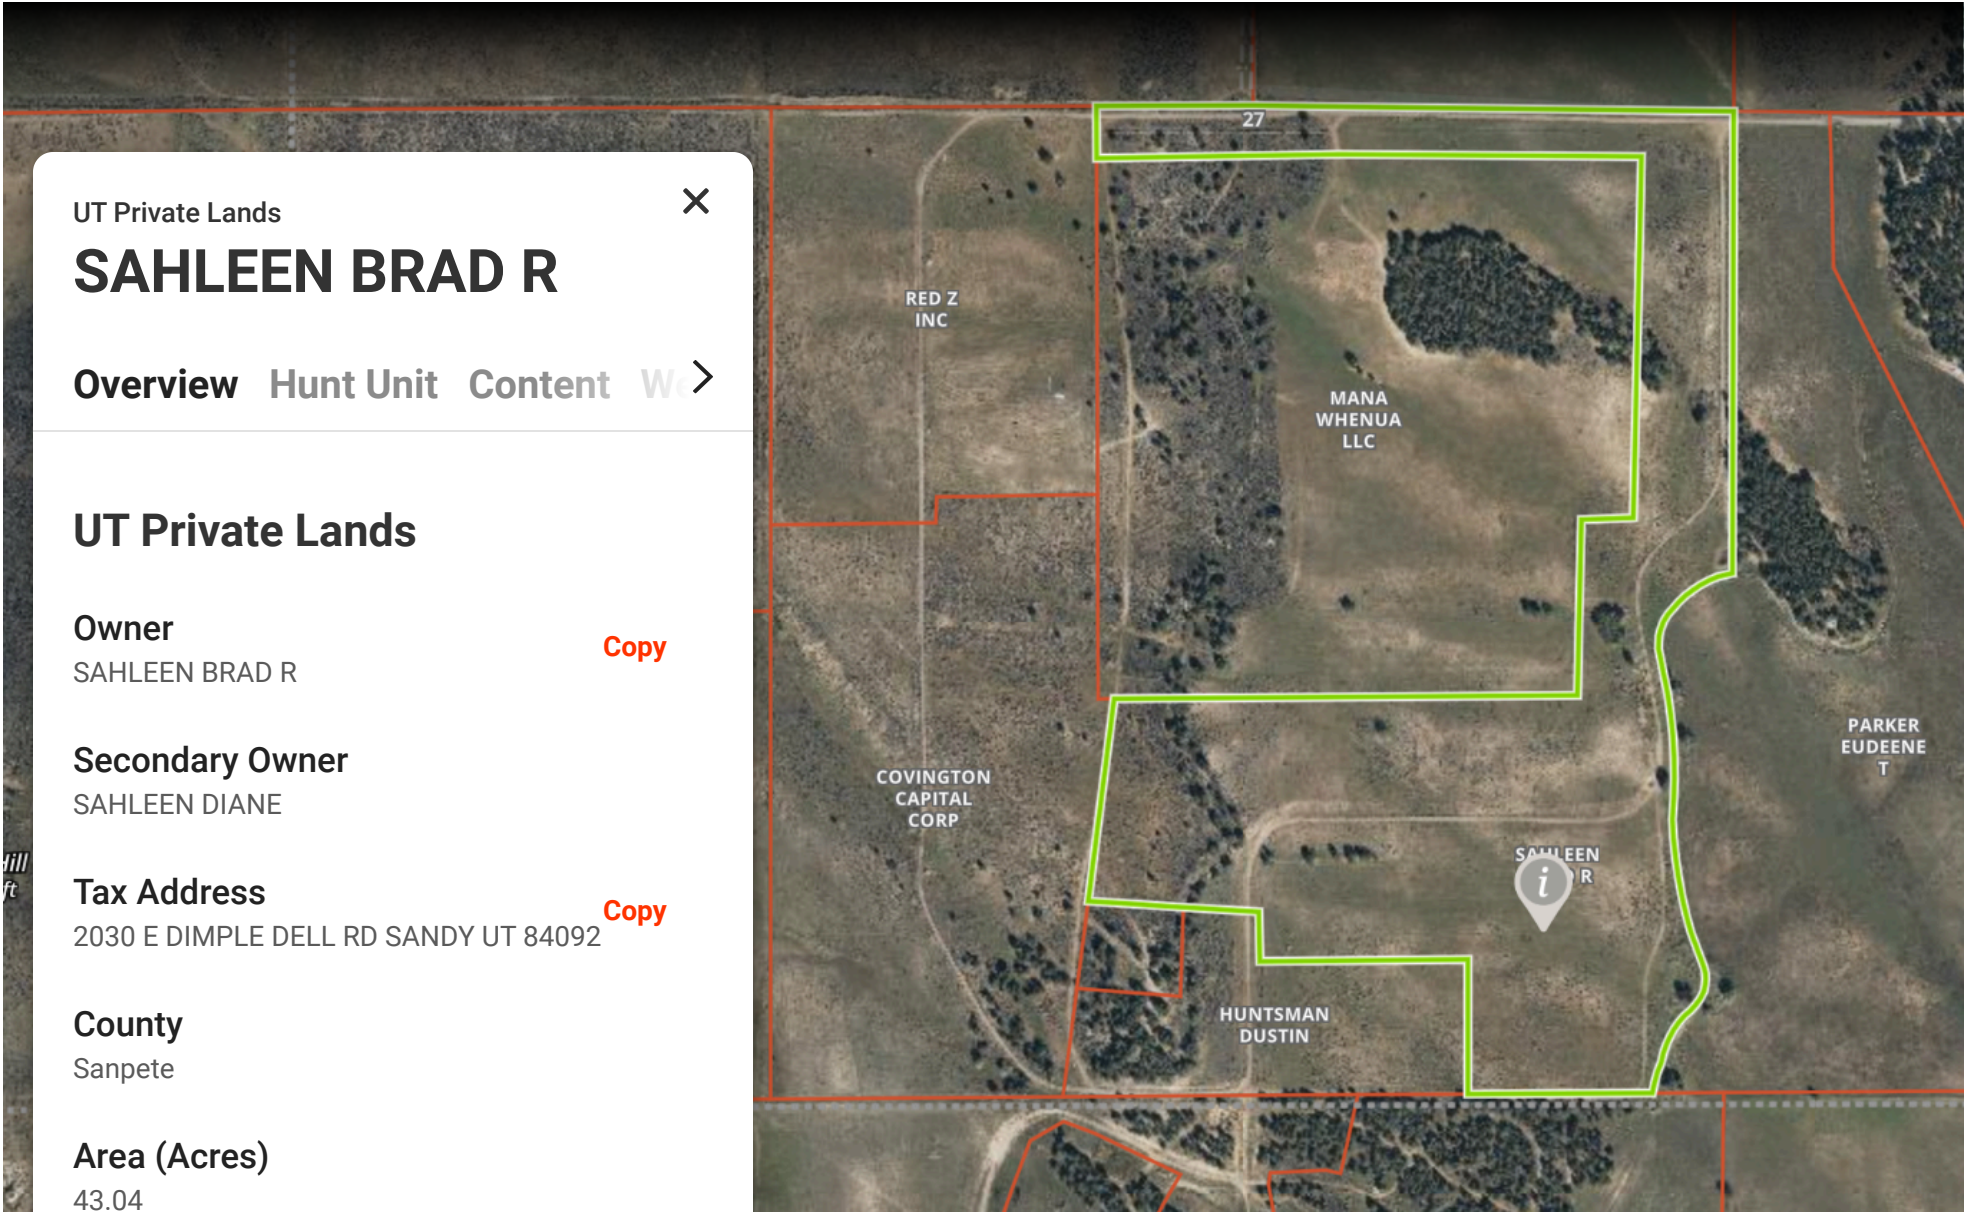 UT Private Lands
SAHLEEN BRAD R
Overview Hunt Unit Content
UT Private Lands
Owner
SAHLEEN BRAD R
Copy
Secondary Owner
SAHLEEN DIANE
Tax Address
2030 E DIMPLE DELL RD SANDY UT 84092
Copy
County
Sanpete
Area (Acres)
43.04
27
RED Z
INC
MANA
WHENUA
LLC
COVINGTON
CAPITAL
CORP
PARKER
EUDEENE
T
SAHLEEN
R
HUNTSMAN
DUSTIN
ft